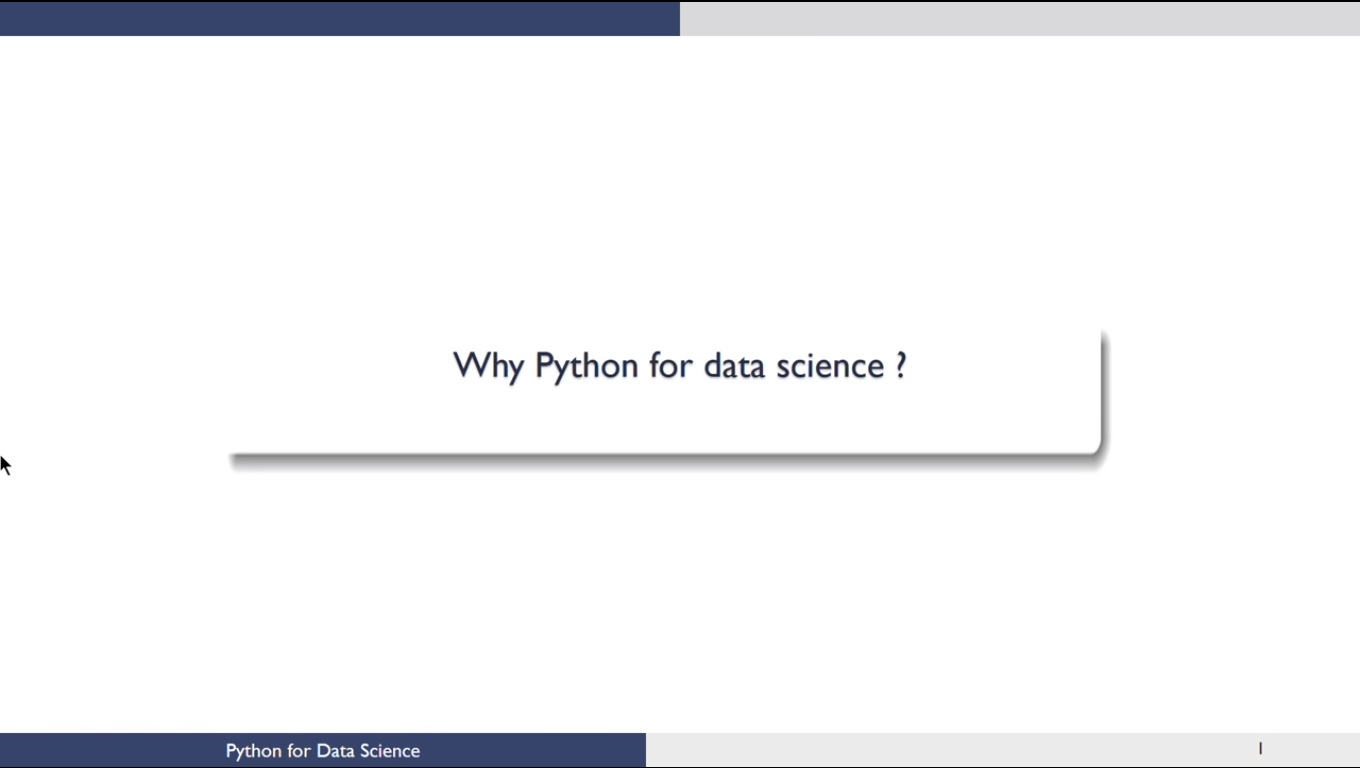 Why Python for data science ?
Python for Data Science
1